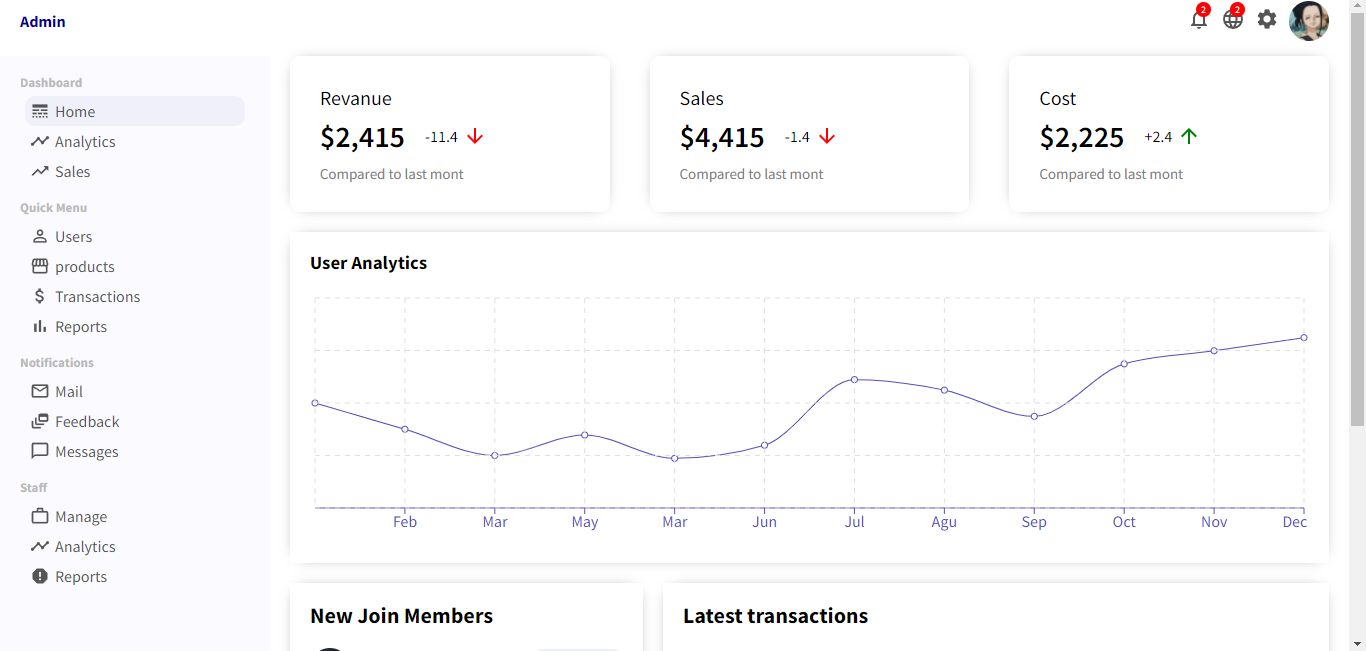 Admin
2
2
Dashboard
Home
Analytics
Sales
Quick Menu
Users
products
Transactions
Reports
Notifications
Mail
Feedback
Messages
Staff
Manage
Analytics
Reports
Revanue
$2,415 -11.4
Compared to last mont
Sales
$4,415 -1.4
Compared to last mont
Cost
$2,225 +2.4
Compared to last mont
User Analytics
Feb Mar May Mar Jun Jul Agu Sep Oct Nov Dec
New Join Members
Latest transactions